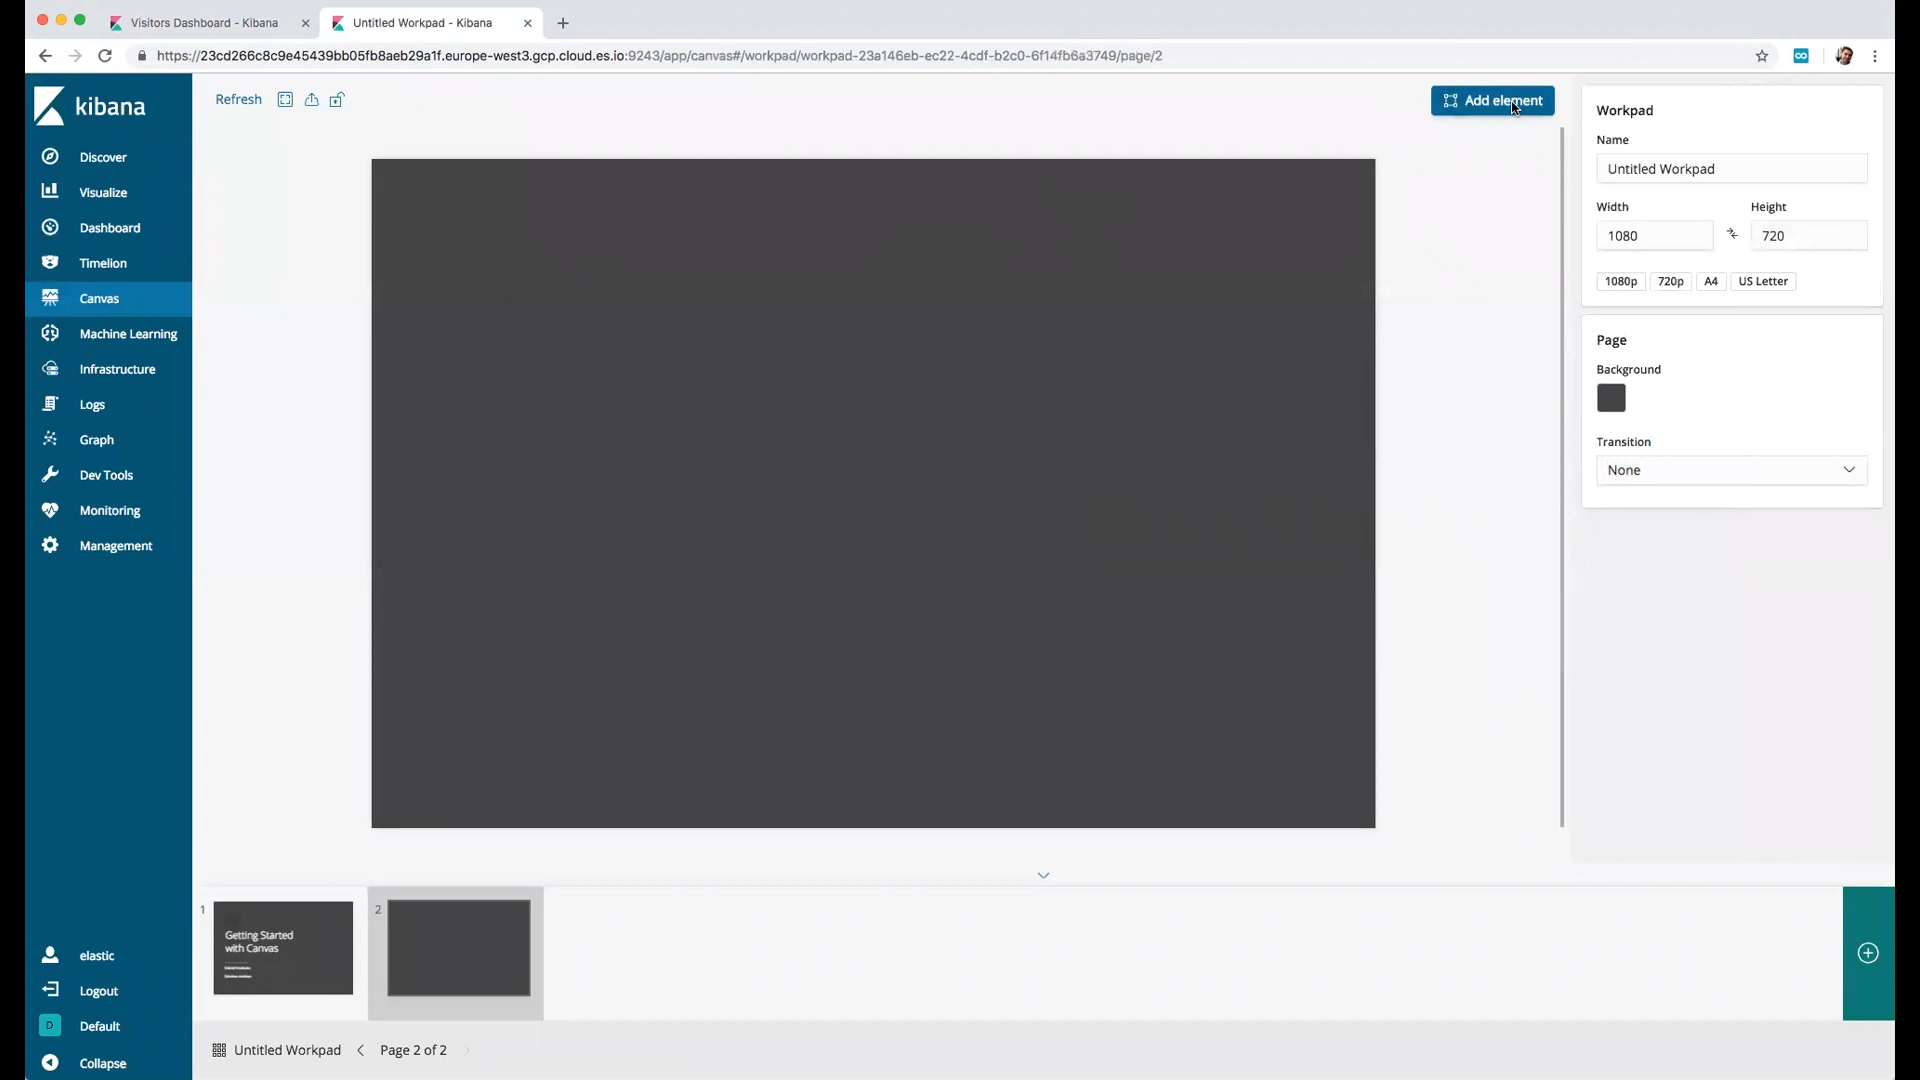 Visitors Dashboard - Kibana
Untitled Workpad - Kibana
https://23cd266c8c9e45439bb05fb8aeb29a1f.europe-west3.gcp.cloud.es.io:9243/app/canvas#/workpad/workpad-23a146eb-ec22-4cdf-b2c0-6f14fb6a3749/page/2
kibana
Discover
Visualize
Dashboard
Timelion
Canvas
Machine Learning
Infrastructure
Logs
Graph
Dev Tools
Monitoring
Management
elastic
Logout
D Default
Collapse
Refresh
Add element
Workpad
Name
Untitled Workpad
Width Height
1080 720
1080p 720p A4 US Letter
Page
Background
Transition
None
1
Getting Started
with Canvas
2
Untitled Workpad
Page 2 of 2